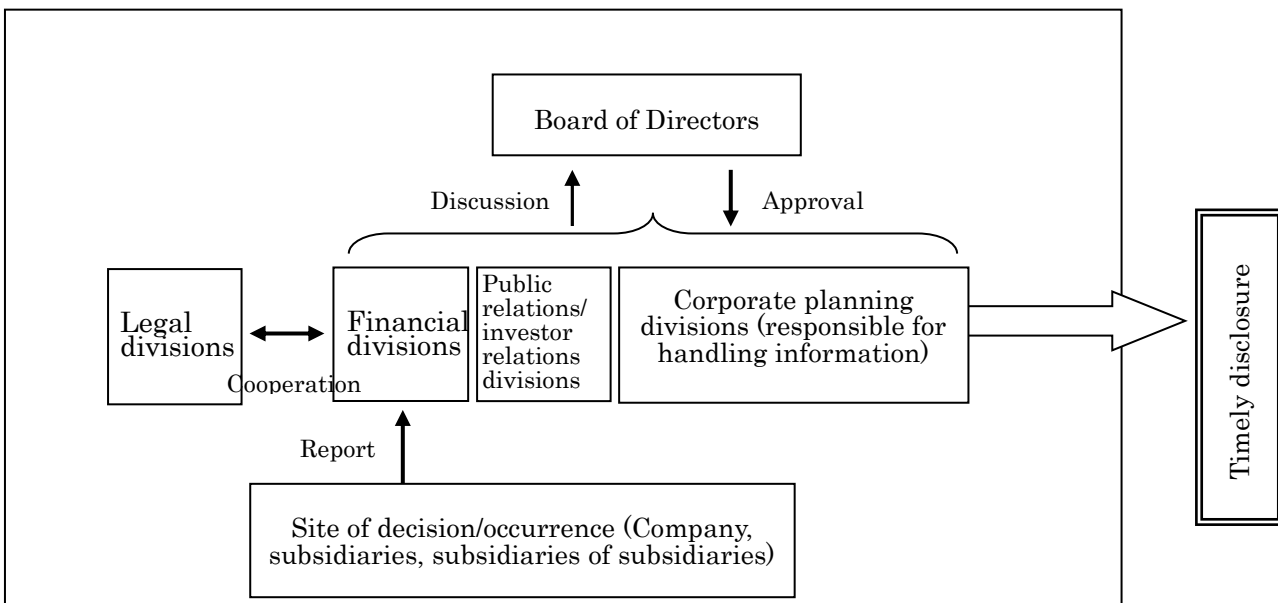 Board of Directors
Discussion
Approval
Legal
divisions
Cooperation
Financial
divisions
Public
relations/
investor
relations
divisions
Corporate planning
divisions (responsible for
handling information)
Timely disclosure
Report
Site of decision/occurrence (Company,
subsidiaries, subsidiaries of subsidiaries)